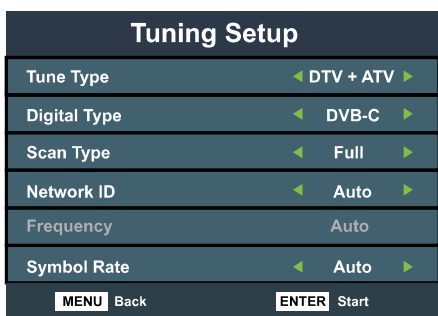 Tuning Setup
Tune Type DTV + ATV
Digital Type DVB-C
Scan Type Full
Network ID Auto
Frequency Auto
Symbol Rate Auto
MENU Back ENTER Start